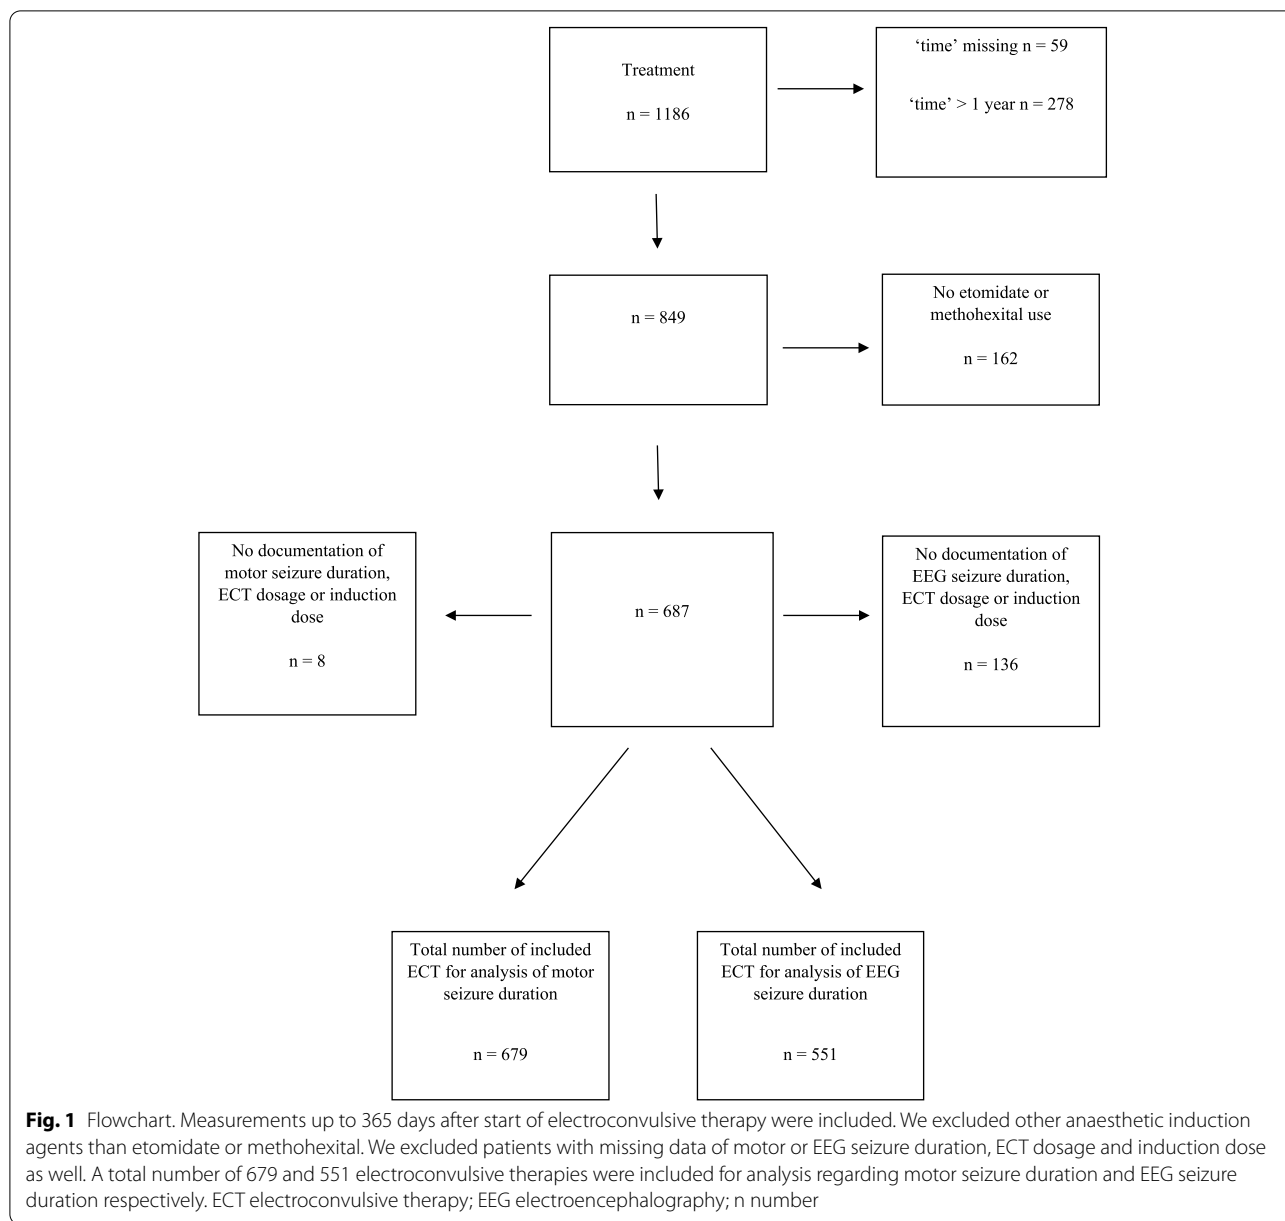 Treatment
n = 1186
‘time’ missing n = 59
‘time’ > 1 year n = 278
n = 849
No etomidate or
methohexital use
n = 162
No documentation of
motor seizure duration,
ECT dosage or induction
dose
n = 8
n = 687
No documentation of
EEG seizure duration,
ECT dosage or induction
dose
n = 136
Total number of included
ECT for analysis of motor
seizure duration
n = 679
Total number of included
ECT for analysis of EEG
seizure duration
n = 551
Fig. 1 Flowchart. Measurements up to 365 days after start of electroconvulsive therapy were included. We excluded other anaesthetic induction
agents than etomidate or methohexital. We excluded patients with missing data of motor or EEG seizure duration, ECT dosage and induction dose
as well. A total number of 679 and 551 electroconvulsive therapies were included for analysis regarding motor seizure duration and EEG seizure
duration respectively. ECT electroconvulsive therapy; EEG electroencephalography; n number